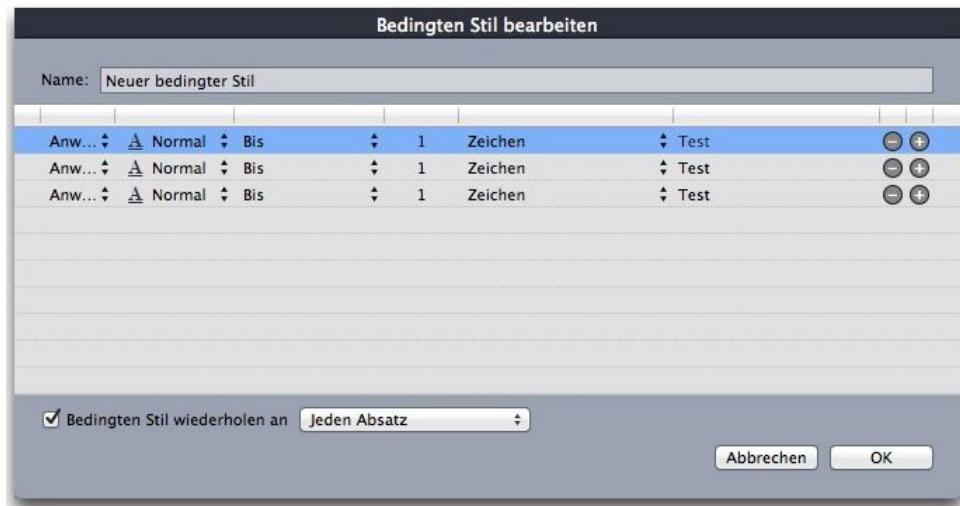 Bedingten Stil bearbeiten
Name: Neuer bedingter Stil
Anw... A Normal Bis 1 Zeichen Test
Anw... A Normal Bis 1 Zeichen Test
Anw... A Normal Bis 1 Zeichen Test
Bedingten Stil wiederholen an Jeden Absatz
Abbrechen OK